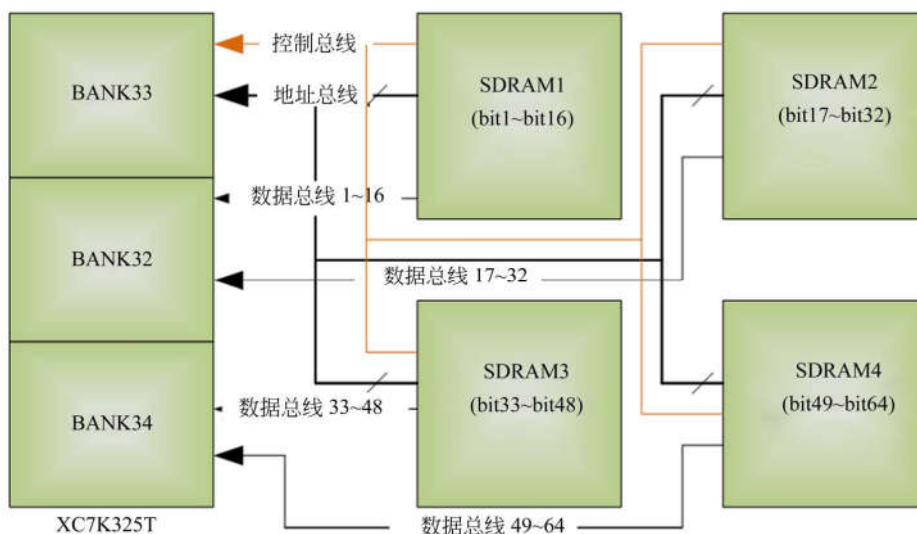 BANK33
控制总线
地址总线
SDRAM1
(bit1~bit16)
SDRAM2
(bit17~bit32)
数据总线 1~16
BANK32
数据总线 17~32
SDRAM3
(bit33~bit48)
SDRAM4
(bit49~bit64)
数据总线 33~48
BANK34
XC7K325T
数据总线 49~64